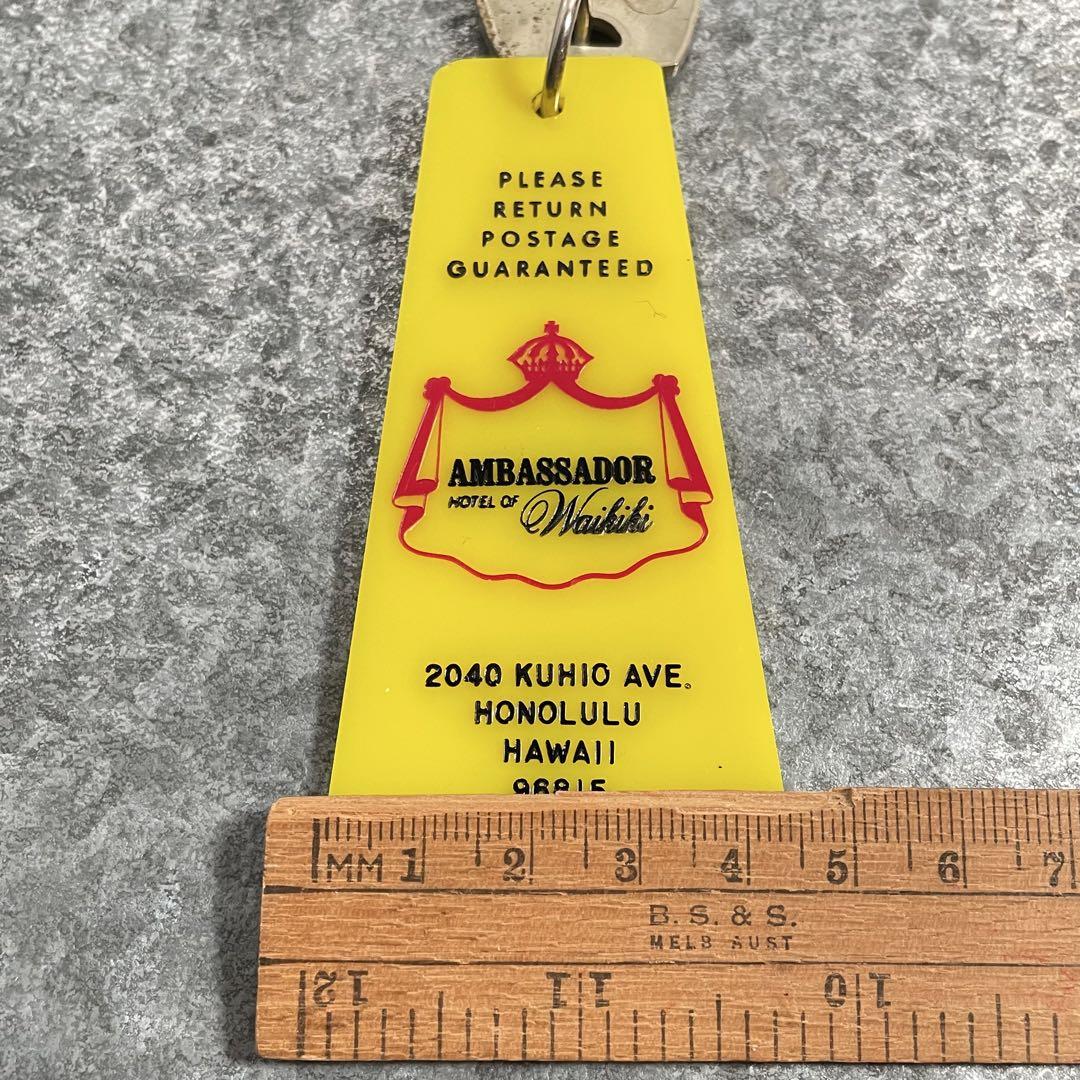 PLEASE
RETURN
POSTAGE
GUARANTEED
AMBASSADOR
HOTEL OF Waikiki
2040 KUHIO AVE.
HONOLULU
HAWAII
96815
MM 1 2 3 4 5 6 7
B. S. & S.
MELB AUST
12 11 10